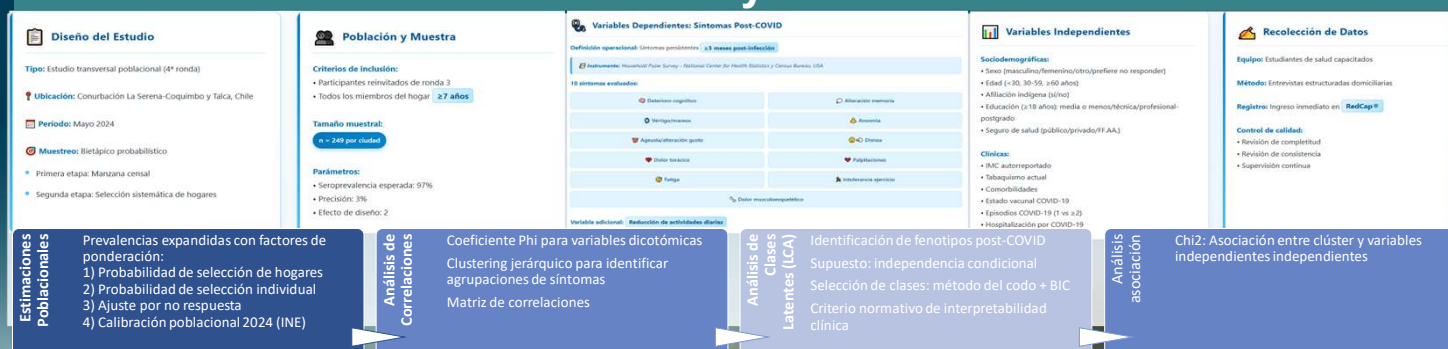 Diseño del Estudio
Tipo: Estudio transversal poblacional (4ª ronda)
Ubicación: Conurbación La Serena-Coquimbo y Talca, Chile
Período: Mayo 2024
Muestreo: Bietápico probabilístico
Primera etapa: Manzana censal
Segunda etapa: Selección sistemática de hogares
Población y Muestra
Criterios de inclusión:
• Participantes reinvitados de ronda 3
• Todos los miembros del hogar ≥7 años
Tamaño muestral:
n = 249 por ciudad
Parámetros:
• Seroprevalencia esperada: 97%
• Precisión: 3%
• Efecto de diseño: 2
Variables Dependientes: Síntomas Post-COVID
Definición operacional: Síntomas persistentes ≥3 meses post-infección
Instrumento: Household Pulse Survey - National Center for Health Statistics y Census Bureau, USA
síntomas evaluados:
Deterioro cognitivo
Alteración memoria
Vértigo/mareos
Anosmia
Ageusia/alteración gusto
Disnea
Dolor torácico
Palpitaciones
Fatiga
Intolerancia ejercicio
Dolor musculoesquelético
Variable adicional: Reducción de actividades diarias
Variables Independientes
Sociodemográficas:
• Sexo (masculino/femenino/otro/prefiere no responder)
• Edad (<30, 30-59, ≥60 años)
• Afiliación indígena (sí/no)
• Educación (≥18 años): media o menos/técnica/profesional-
postgrado
• Seguro de salud (público/privado/FF.AA.)
Clínicas:
• IMC autorreportado
• Tabaquismo actual
• Comorbilidades
• Estado vacunal COVID-19
• Episodios COVID-19 (1 vs ≥2)
• Hospitalización por COVID-19
Recolección de Datos
Equipo: Estudiantes de salud capacitados
Método: Entrevistas estructuradas domiciliarias
Registro: Ingreso inmediato en RedCap®
Control de calidad:
• Revisión de completitud
• Revisión de consistencia
• Supervisión continua
Estimaciones
Poblacionales
Prevalencias expandidas con factores de
ponderación:
1) Probabilidad de selección de hogares
2) Probabilidad de selección individual
3) Ajuste por no respuesta
4) Calibración poblacional 2024 (INE)
Análisis de
Correlaciones
Coeficiente Phi para variables dicotómicas
Clustering jerárquico para identificar
agrupaciones de síntomas
Matriz de correlaciones
Análisis de
Clases
Latentes (LCA)
Identificación de fenotipos post-COVID
Supuesto: independencia condicional
Selección de clases: método del codo + BIC
Criterio normativo de interpretabilidad
clínica
Análisis
asociación
Chi2: Asociación entre clúster y variables
independientes independientes